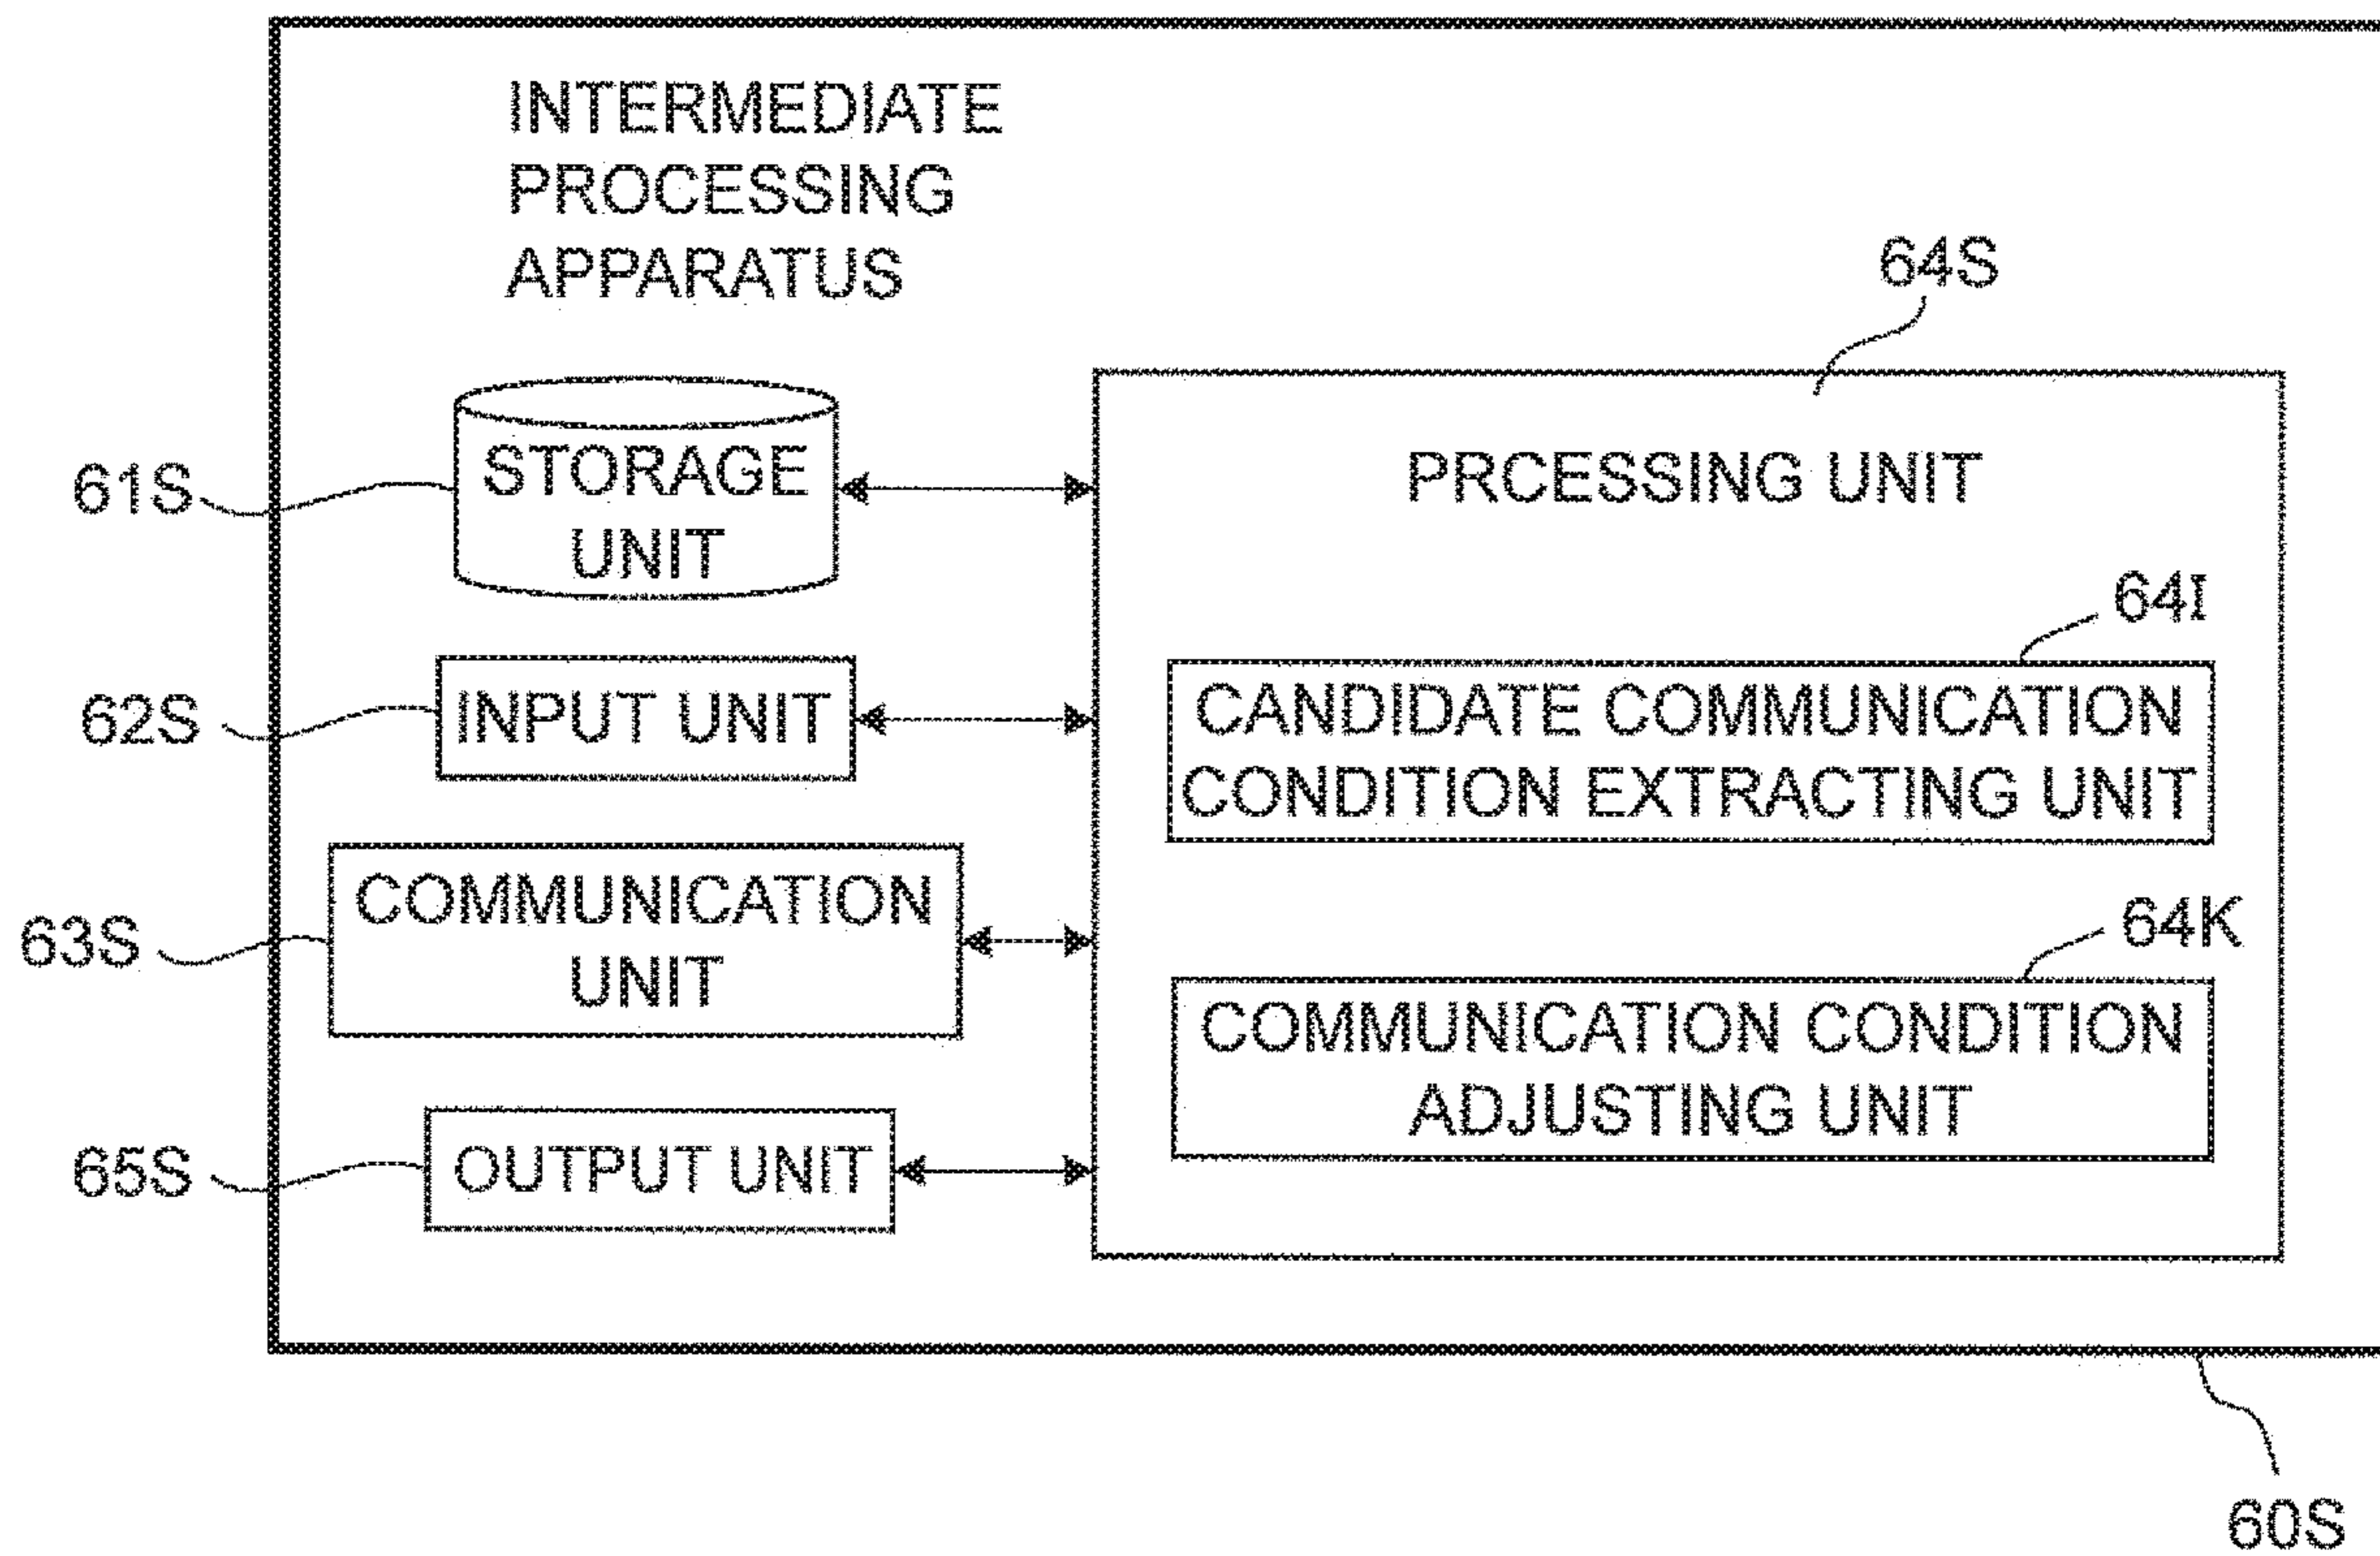 INTERMEDIATE
PROCESSING
APPARATUS
64S
61S
STORAGE
UNIT
PRCESSING UNIT
64I
62S
INPUT UNIT
CANDIDATE COMMUNICATION
CONDITION EXTRACTING UNIT
63S
COMMUNICATION
UNIT
64K
COMMUNICATION CONDITION
ADJUSTING UNIT
65S
OUTPUT UNIT
60S